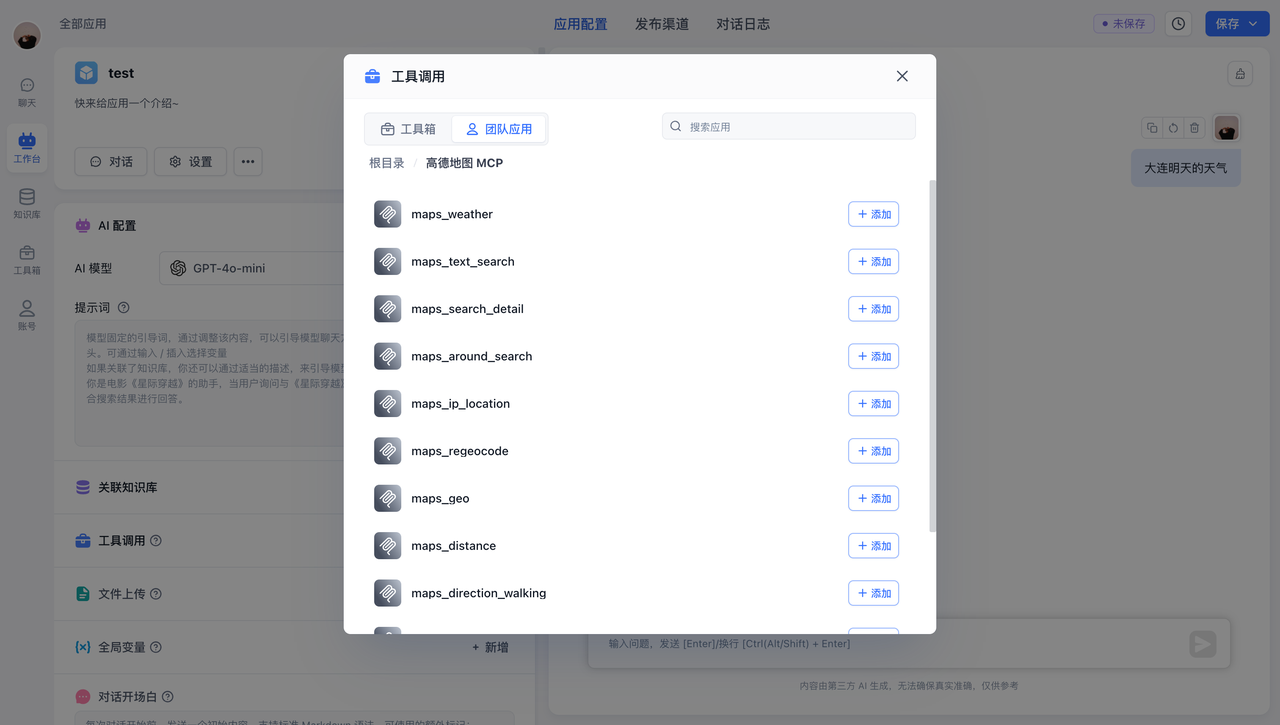 全部应用
应用配置
发布渠道
对话日志
未保存
保存
聊天
工作台
知识库
工具箱
账号
test
快来给应用一个介绍~
对话
设置
AI 配置
AI 模型
GPT-4o-mini
提示词
模型固定的引导词，通过调整该内容，可以引导模型聊天
头。可通过输入 / 插入选择变量
如果关联了知识库，你还可以通过适当的描述，来引导模
你是电影《星际穿越》的助手，当用户询问与《星际穿越
合搜索结果进行回答。
关联知识库
工具调用
文件上传
全局变量
+ 新增
对话开场白
工具调用
工具箱
团队应用
搜索应用
根目录 / 高德地图 MCP
maps_weather
+ 添加
maps_text_search
+ 添加
maps_search_detail
+ 添加
maps_around_search
+ 添加
maps_ip_location
+ 添加
maps_regeocode
+ 添加
maps_geo
+ 添加
maps_distance
+ 添加
maps_direction_walking
+ 添加
大连明天的天气
输入问题，发送 [Enter]/换行 [Ctrl(Alt/Shift) + Enter]
内容由第三方 AI 生成，无法确保真实准确，仅供参考